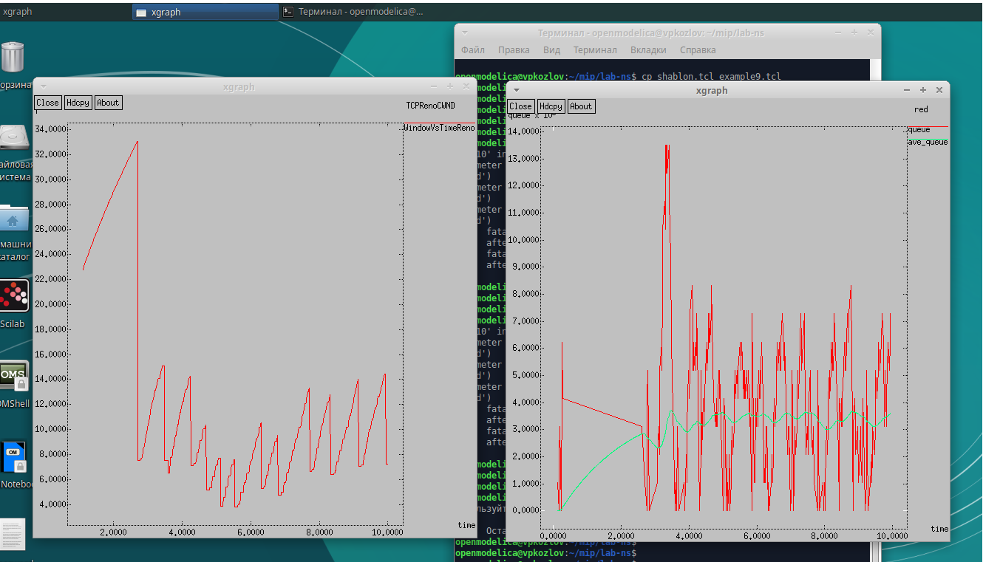 xgraph
xgraph
Терминал - openmodelica@...
Терминал - openmodelica@vpkozlov: ~/mip/lab-ns
Файл Правка Вид Терминал Вкладки Справка
openmodelica@vpkozlov:~/mip/lab-ns$ cp shablon.tcl example9.tcl
xgraph
Close Hdcpy About
TCPRenoCWND
WindowVsTimeReno
34.0000
32.0000
30.0000
28.0000
26.0000
24.0000
22.0000
20.0000
18.0000
16.0000
14.0000
12.0000
10.0000
8.0000
6.0000
4.0000
2.0000 4.0000 6.0000 8.0000 10.0000
time
xgraph
Close Hdcpy About
queue x 10³
red
queue
ave_queue
14.0000
13.0000
12.0000
11.0000
10.0000
9.0000
8.0000
7.0000
6.0000
5.0000
4.0000
3.0000
2.0000
1.0000
0.0000
0.0000 2.0000 4.0000 6.0000 8.0000 10.0000
time
modeli
modeli
modeli
modeli
modeli
modeli
10' in
meter
d')
meter
d')
meter
d')
fata
afte
fata
afte
modeli
modeli
modeli
modeli
10' in
meter
d')
meter
d')
meter
d')
fata
afte
fata
afte
modeli
modeli
modeli
modeli
льзуйт
Оста
openmodelica@vpkozlov:~/mip/lab-ns$
openmodelica@vpkozlov:~/mip/lab-ns$
орзина
айловая
истема
машни
каталог
Scilab
OMS
OMShell
OM
Notebo